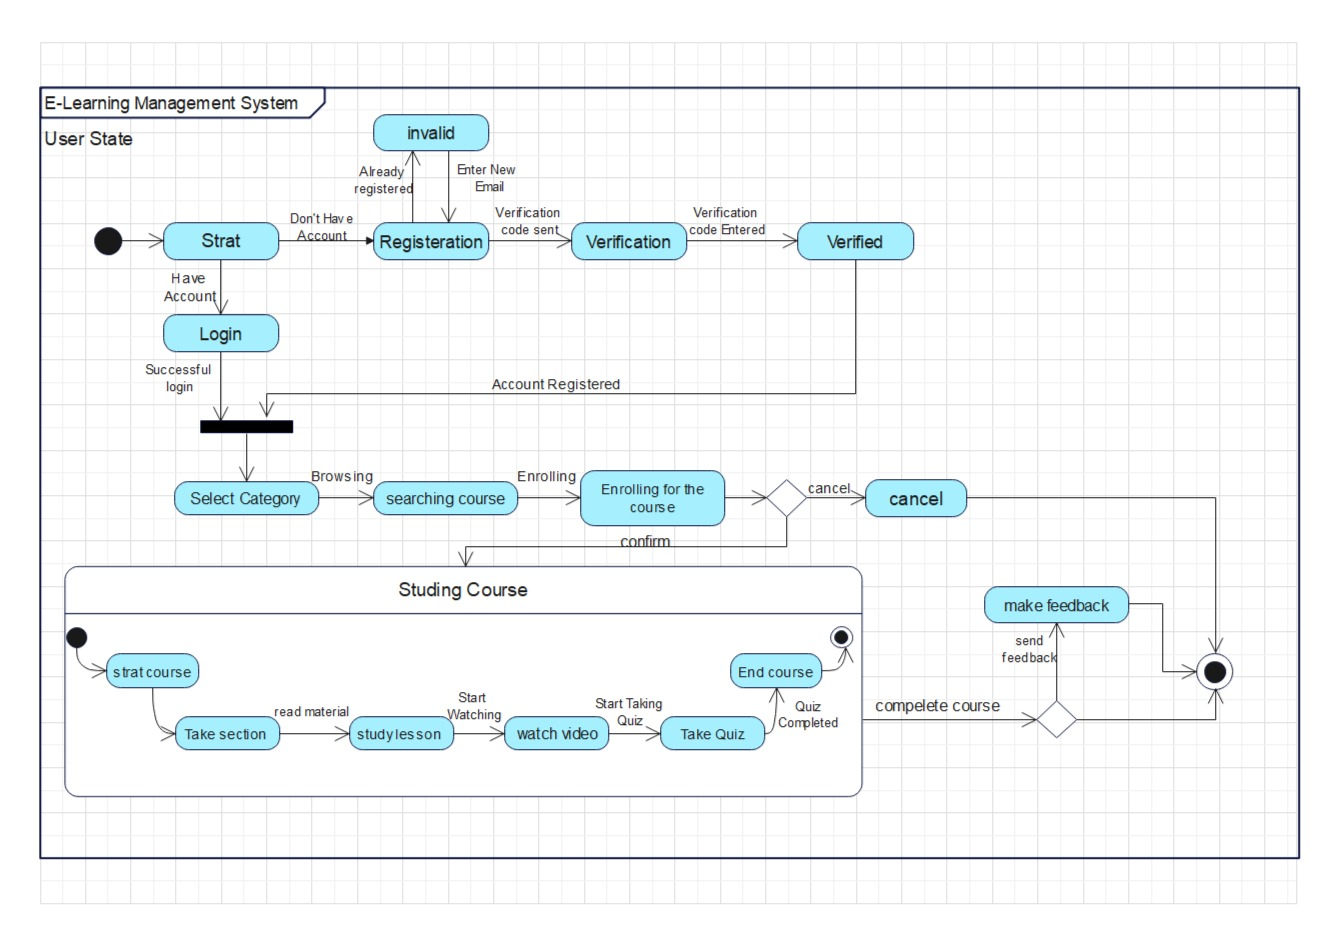 E-Learning Management System
User State
invalid
Already
registered
Enter New
Email
Strat
Don't Have
Account
Registeration
Verification
code sent
Verification
Verification
code Entered
Verified
Have
Account
Login
Successful
login
Account Registered
Select Category
Browsing
searching course
Enrolling
Enrolling for the
course
cancel
cancel
confirm
Studing Course
strat course
Take section
read material
study lesson
Start
Watching
watch video
Start Taking
Quiz
Take Quiz
End course
Quiz
Completed
compelete course
send
feedback
make feedback